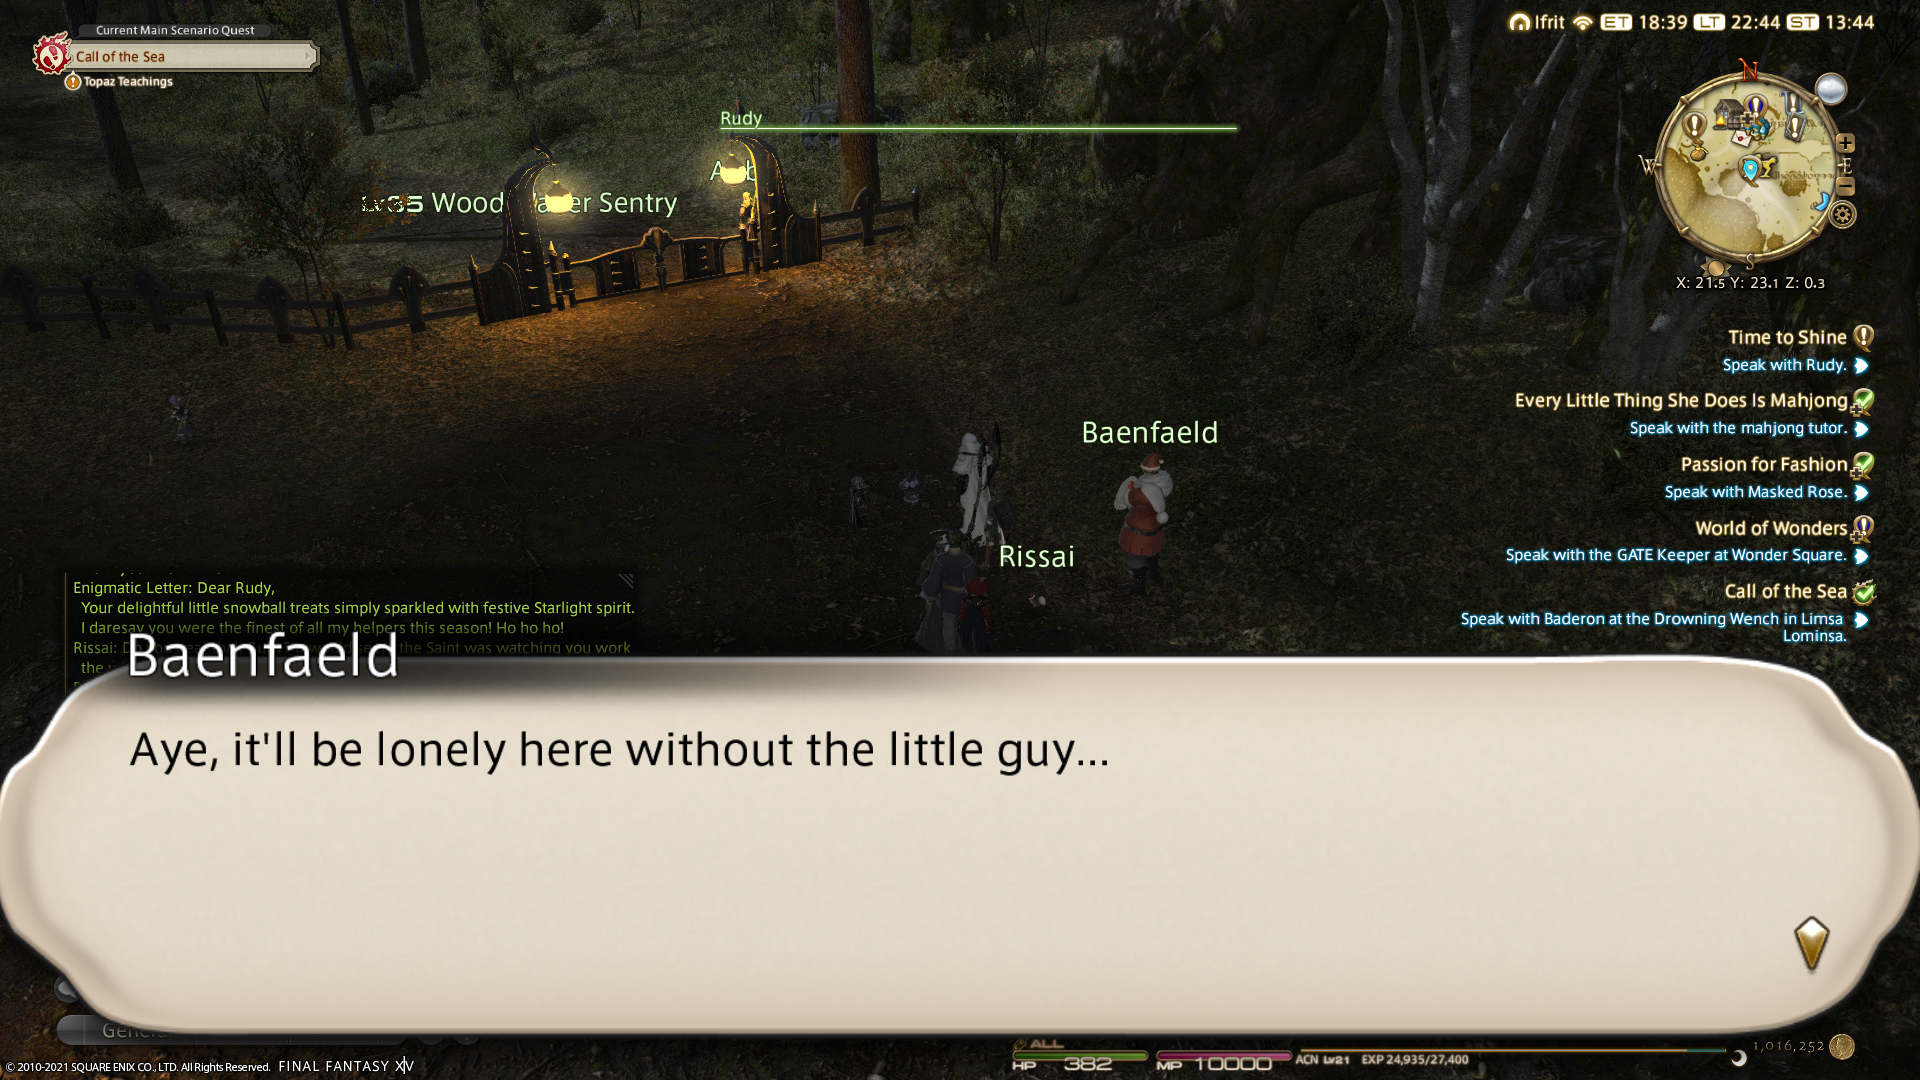 Current Main Scenario Quest
Call of the Sea
Topaz Teachings
Ifrit ET 18:39 LT 22:44 ST 13:44
N
W
E
S
X: 21.5 Y: 23.1 Z: 0.3
Rudy
Sentry
Baenfaeld
Rissai
Time to Shine
Speak with Rudy.
Every Little Thing She Does Is Mahjong
Speak with the mahjong tutor.
Passion for Fashion
Speak with Masked Rose.
World of Wonders
Speak with the GATE Keeper at Wonder Square.
Call of the Sea
Speak with Baderon at the Drowning Wench in Limsa
Lominsa.
Enigmatic Letter: Dear Rudy,
Your delightful little snowball treats simply sparkled with festive Starlight spirit.
I daresay you were the finest of all my helpers this season! Ho ho ho!
Rissai: the Saint was watching you work
the
Baenfaeld
Aye, it'll be lonely here without the little guy...
ALL
HP 382 MP 10000 ACN Lv21 EXP 24,935/27,400
1,016,252
© 2010-2021 SQUARE ENIX CO., LTD. All Rights Reserved. FINAL FANTASY XIV